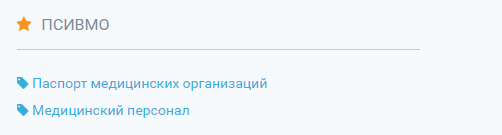 ПСИВМО
Паспорт медицинских организаций
Медицинский персонал